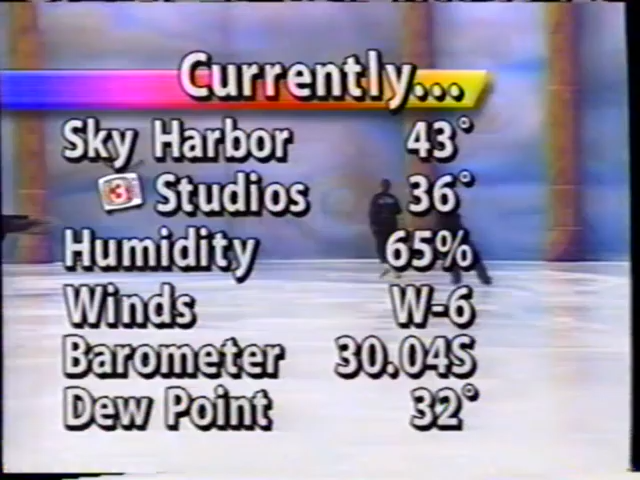 Currently...
Sky Harbor 43°
3 Studios 36°
Humidity 65%
Winds W-6
Barometer 30.04S
Dew Point 32°